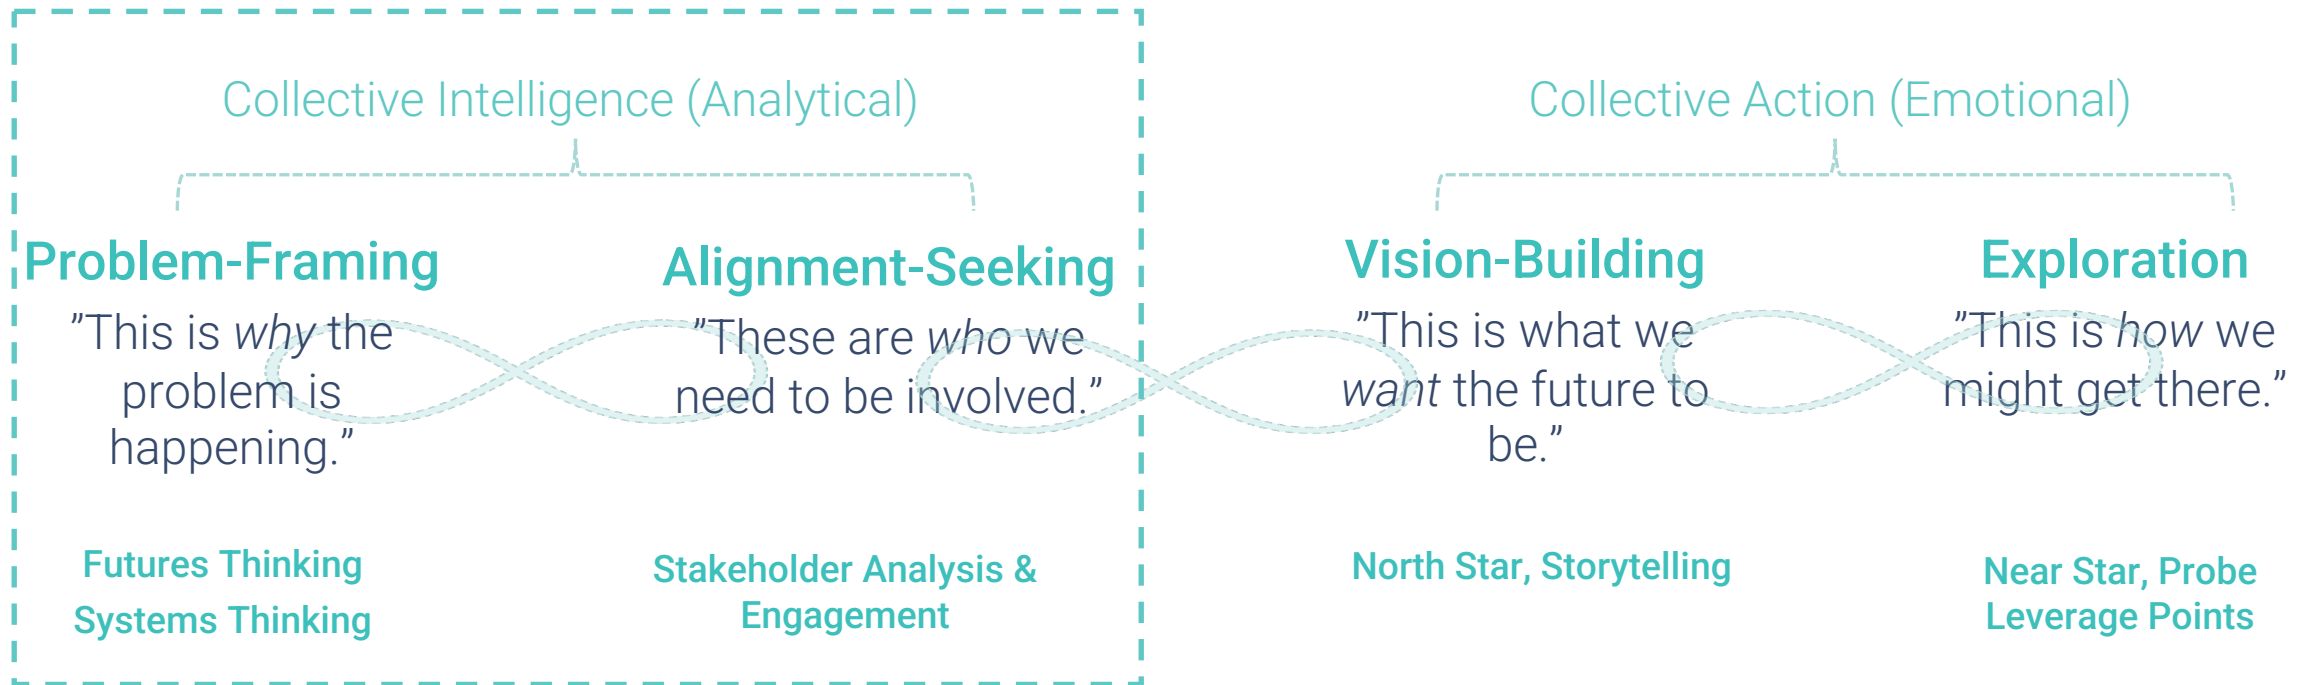 Collective Intelligence (Analytical)
Collective Action (Emotional)
Problem-Framing
”This is why the
problem is
happening.”
Futures Thinking
Systems Thinking
Alignment-Seeking
”These are who we
need to be involved.”
Stakeholder Analysis &
Engagement
Vision-Building
”This is what we
want the future to
be.”
North Star, Storytelling
Exploration
”This is how we
might get there.”
Near Star, Probe
Leverage Points